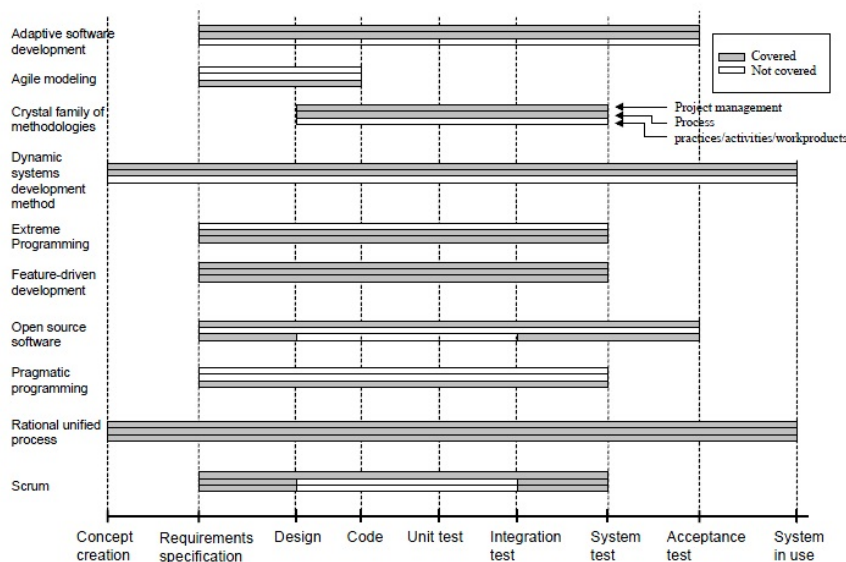 Adaptive software
development
Covered
Not covered
Agile modeling
Crystal family of
methodologies
Project management
Process
practices/activities/workproducts
Dynamic
systems
development
method
Extreme
Programming
Feature-driven
development
Open source
software
Pragmatic
programming
Rational unified
process
Scrum
Concept
creation
Requirements
specification
Design
Code
Unit test
Integration
test
System
test
Acceptance
test
System
in use